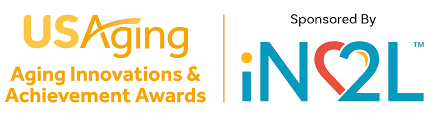 USAging
Aging Innovations &
Achievement Awards
Sponsored By
iN2L™